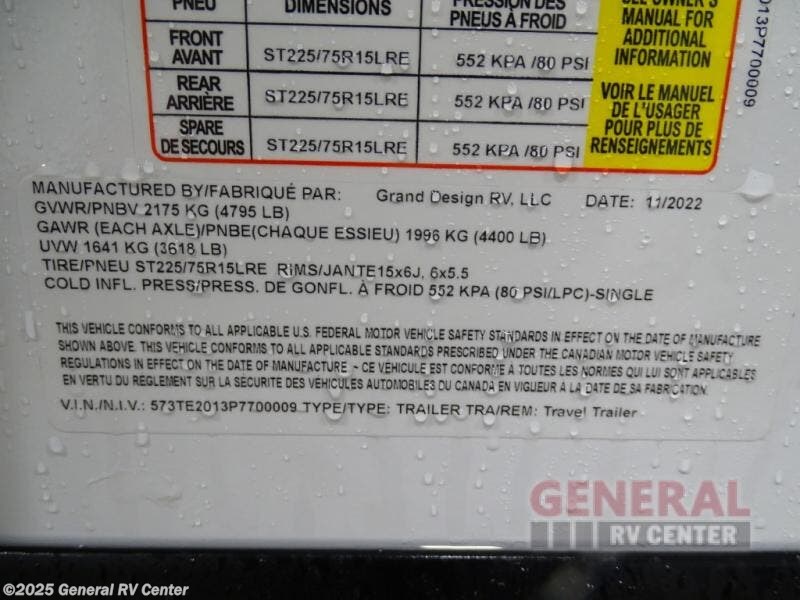 PNEU DIMENSIONS PRESSION DES
PNEUS À FROID
FRONT
AVANT ST225/75R15LRE 552 KPA /80 PSI
REAR
ARRIÈRE ST225/75R15LRE 552 KPA /80 PSI
SPARE
DE SECOURS ST225/75R15LRE 552 KPA /80 PSI
SEE OWNER'S
MANUAL FOR
ADDITIONAL
INFORMATION
VOIR LE MANUEL
DE L'USAGER
POUR PLUS DE
RENSEIGNEMENTS
013P7700009
MANUFACTURED BY/FABRIQUÉ PAR: Grand Design RV, LLC DATE: 11/2022
GVWR/PNBV 2175 KG (4795 LB)
GAWR (EACH AXLE)/PNBE(CHAQUE ESSIEU) 1996 KG (4400 LB)
UVW 1641 KG (3618 LB)
TIRE/PNEU ST225/75R15LRE RIMS/JANTE15x6J, 6x5.5
COLD INFL. PRESS/PRESS. DE GONFL. À FROID 552 KPA (80 PSI/LPC)-SINGLE
THIS VEHICLE CONFORMS TO ALL APPLICABLE U.S. FEDERAL MOTOR VEHICLE SAFETY STANDARDS IN EFFECT ON THE DATE OF MANUFACTURE
SHOWN ABOVE. THIS VEHICLE CONFORMS TO ALL APPLICABLE STANDARDS PRESCRIBED UNDER THE CANADIAN MOTOR VEHICLE SAFETY
REGULATIONS IN EFFECT ON THE DATE OF MANUFACTURE. ~ CE VÉHICULE EST CONFORME À TOUTES LES NORMES QUI LUI SONT APPLICABLES
EN VERTU DU REGLEMENT SUR LA SECURITE DES VÉHICULES AUTOMOBILES DU CANADA EN VIGUEUR A LA DATE DE SA FABRICATION.
V.I.N./N.I.V.: 573TE2013P7700009 TYPE/TYPE: TRAILER TRA/REM: Travel Trailer
GENERAL
RV CENTER
©2025 General RV Center